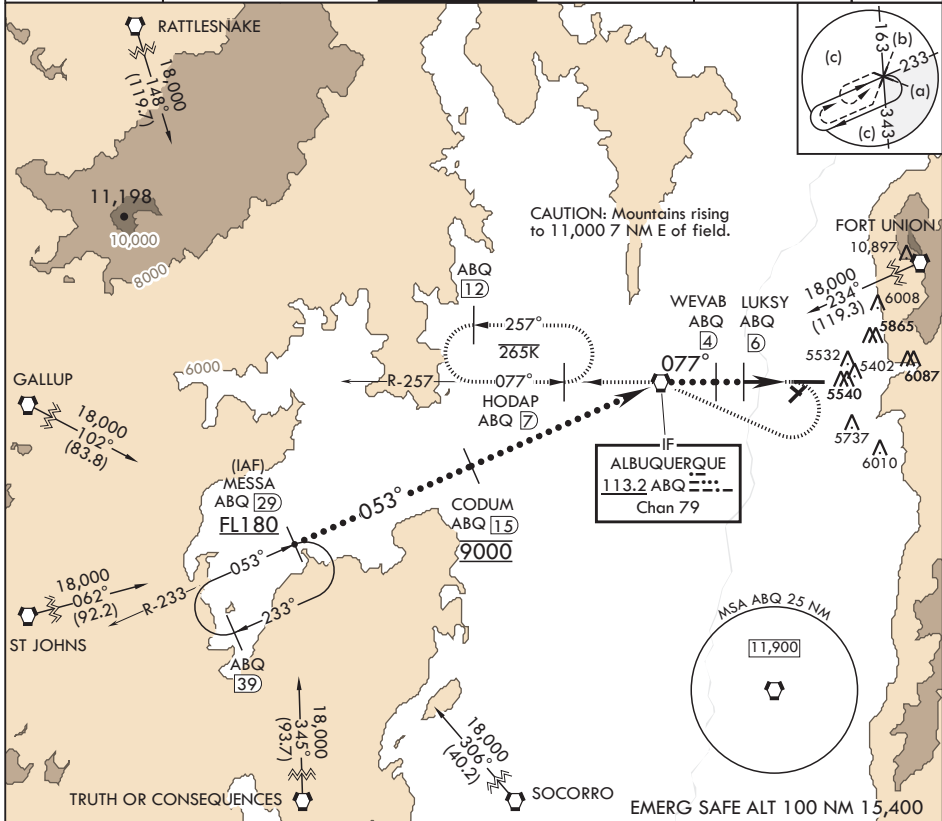 RATTLESNAKE
18,000
148°
(119.7)
163
(b)
(c)
233
(a)
343
(c)
11,198
10,000
8000
CAUTION: Mountains rising
to 11,000 7 NM E of field.
FORT UNION
10,897
18,000
234°
(119.3)
6008
5865
5532
5402
6087
5540
5737
6010
ABQ
12
WEVAB
ABQ
4
LUKSY
ABQ
6
257°
265K
R-257
077°
077°
HODAP
ABQ 7
6000
GALLUP
18,000
102°
(83.8)
IF
ALBUQUERQUE
113.2 ABQ
Chan 79
(IAF)
MESSA
ABQ 29
FL180
053°
CODUM
ABQ 15
9000
18,000
062°
(92.2)
R-233
053°
233°
ST JOHNS
ABQ
39
MSA ABQ 25 NM
11,900
18,000
345°
(93.7)
18,000
306°
(40.2)
TRUTH OR CONSEQUENCES
SOCORRO
EMERG SAFE ALT 100 NM 15,400